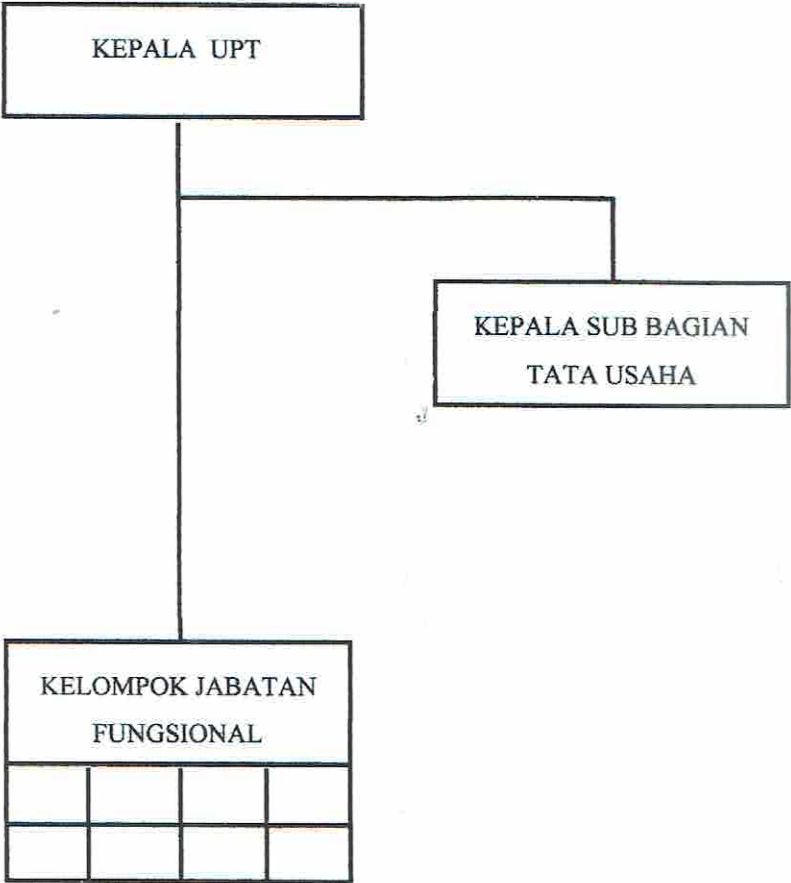 KEPALA UPT
KEPALA SUB BAGIAN
TATA USAHA
KELOMPOK JABATAN
FUNGSIONAL